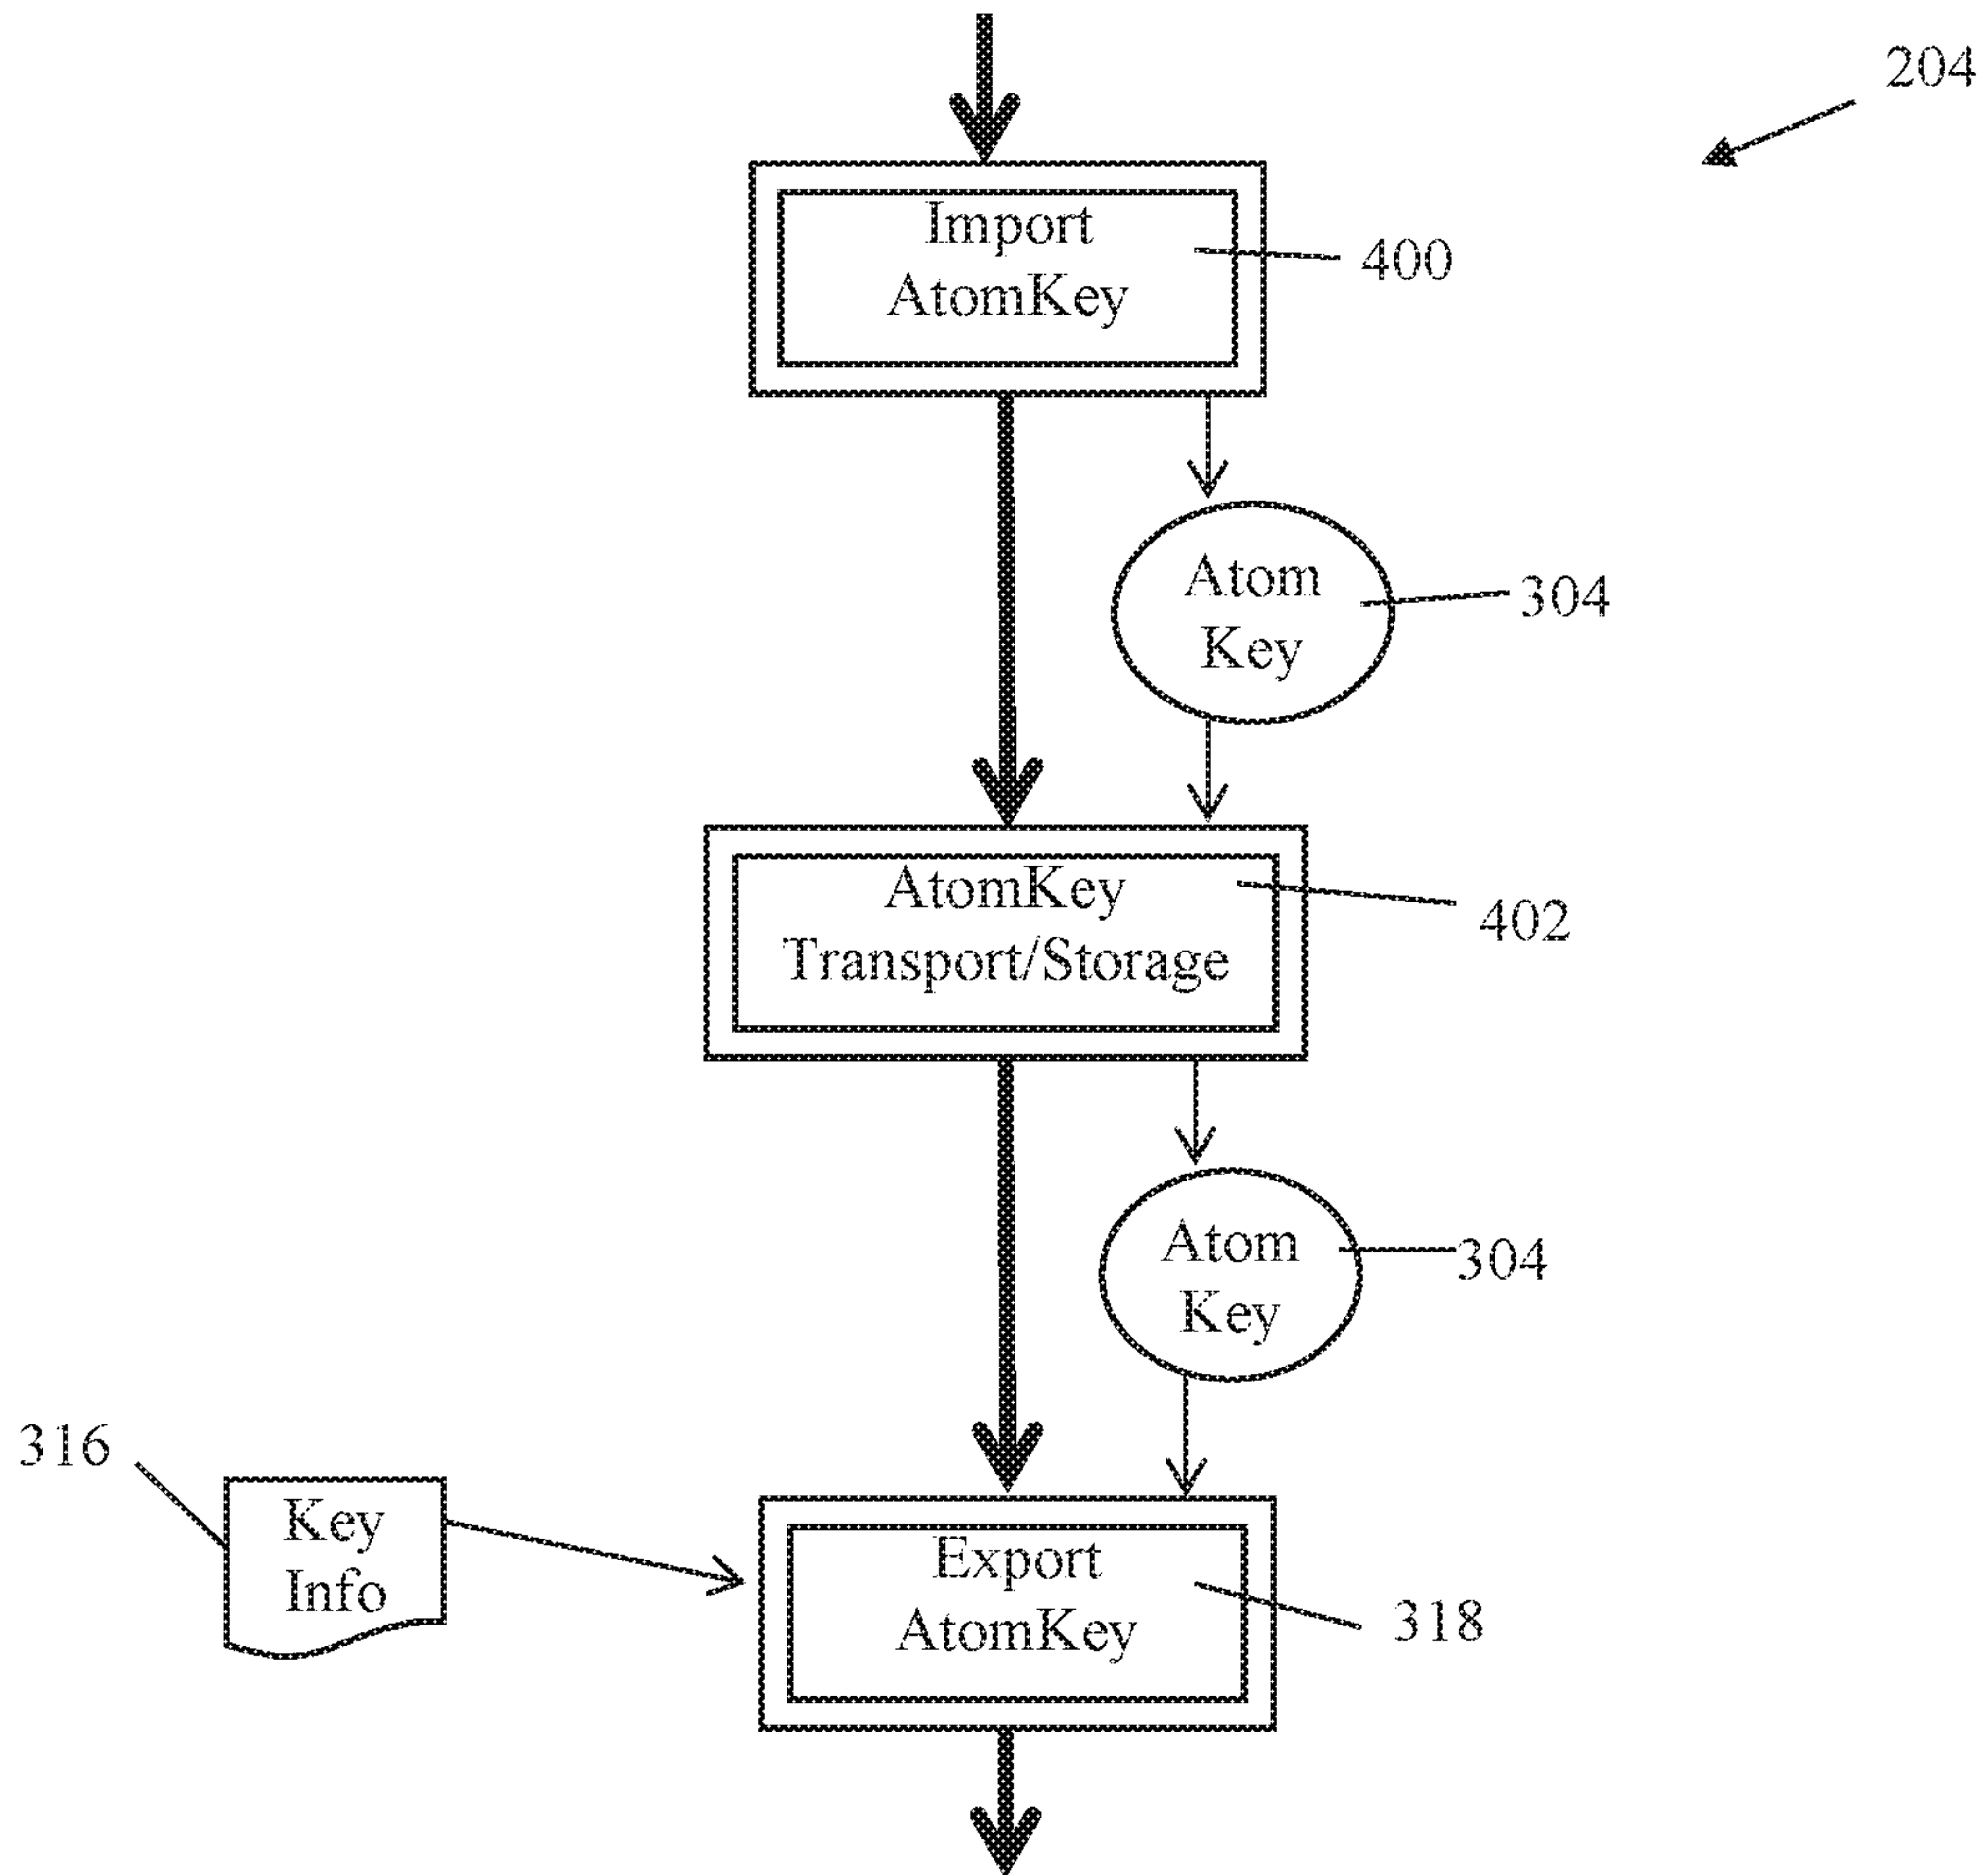 204
Import
AtomKey
400
Atom
Key
304
AtomKey
Transport/Storage
402
Atom
Key
304
316
Key
Info
Export
AtomKey
318